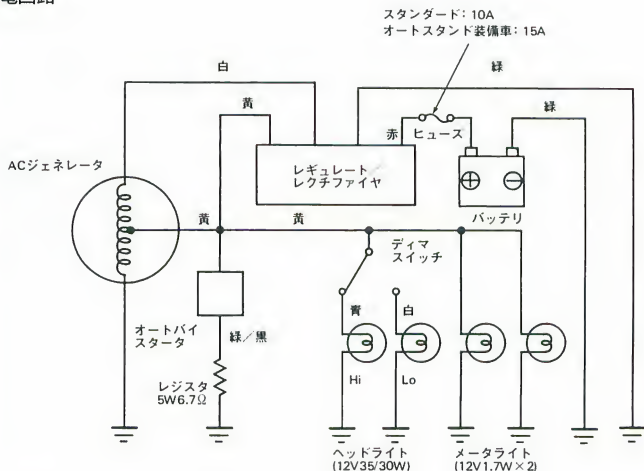 電回路
スタンダード：10A
オートスタンド装備車：15A
白
緑
黄
赤
ヒューズ
緑
ACジェネレータ
レギュレート
レクチファイヤ
バッテリ
黄
黄
ディマ
スイッチ
オートバイ
スタータ
緑／黒
青
白
レジスタ
5W6.7Ω
Hi
Lo
ヘッドライト
(12V35/30W)
メータライト
(12V1.7W×2)